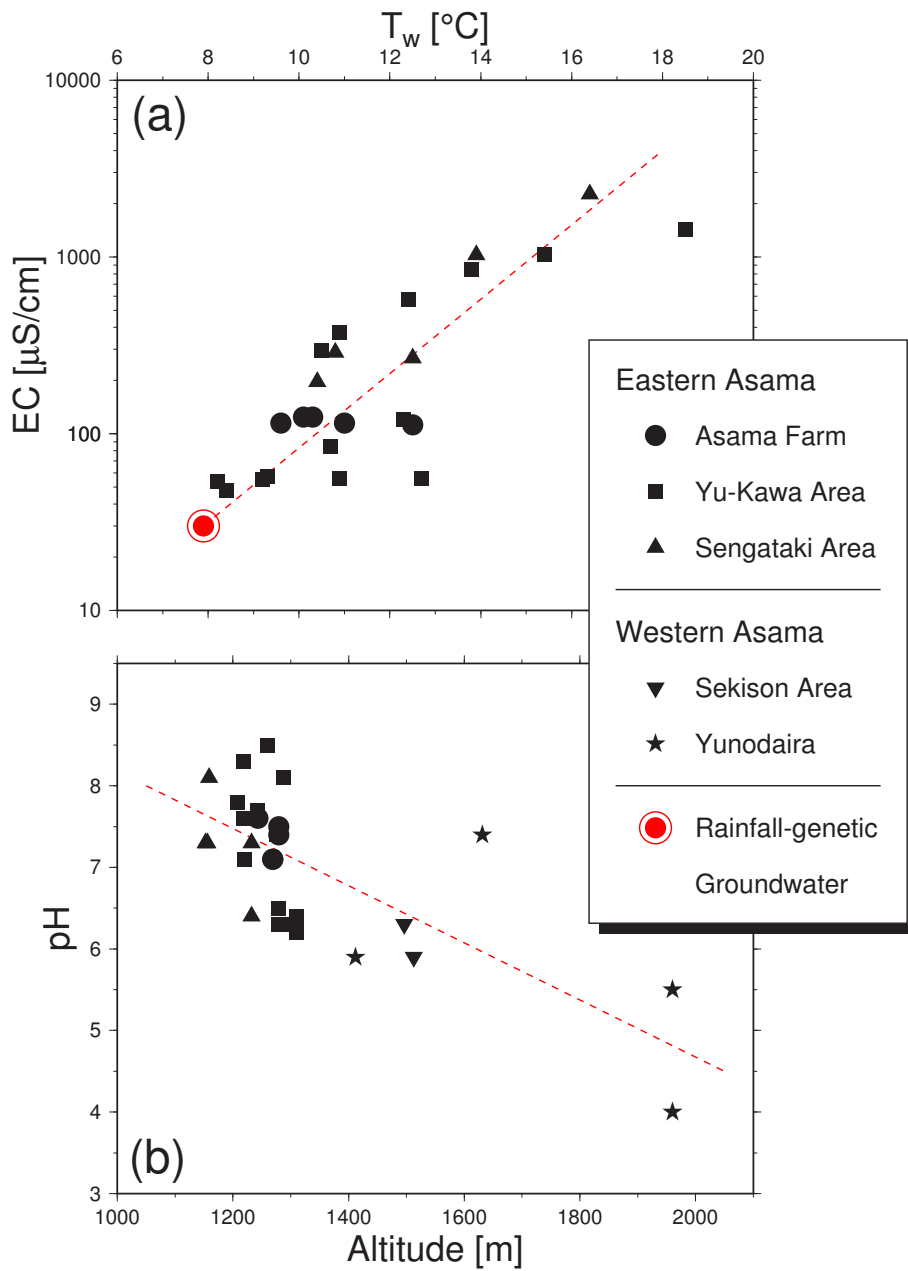 T_w [°C]
6 8 10 12 14 16 18 20
(a)
10000
1000
100
10
EC [µS/cm]
Eastern Asama
Asama Farm
Yu-Kawa Area
Sengataki Area
Western Asama
Sekison Area
Yunodaira
Rainfall-genetic
Groundwater
9
8
7
6
5
4
3
pH
(b)
1000 1200 1400 1600 1800 2000
Altitude [m]